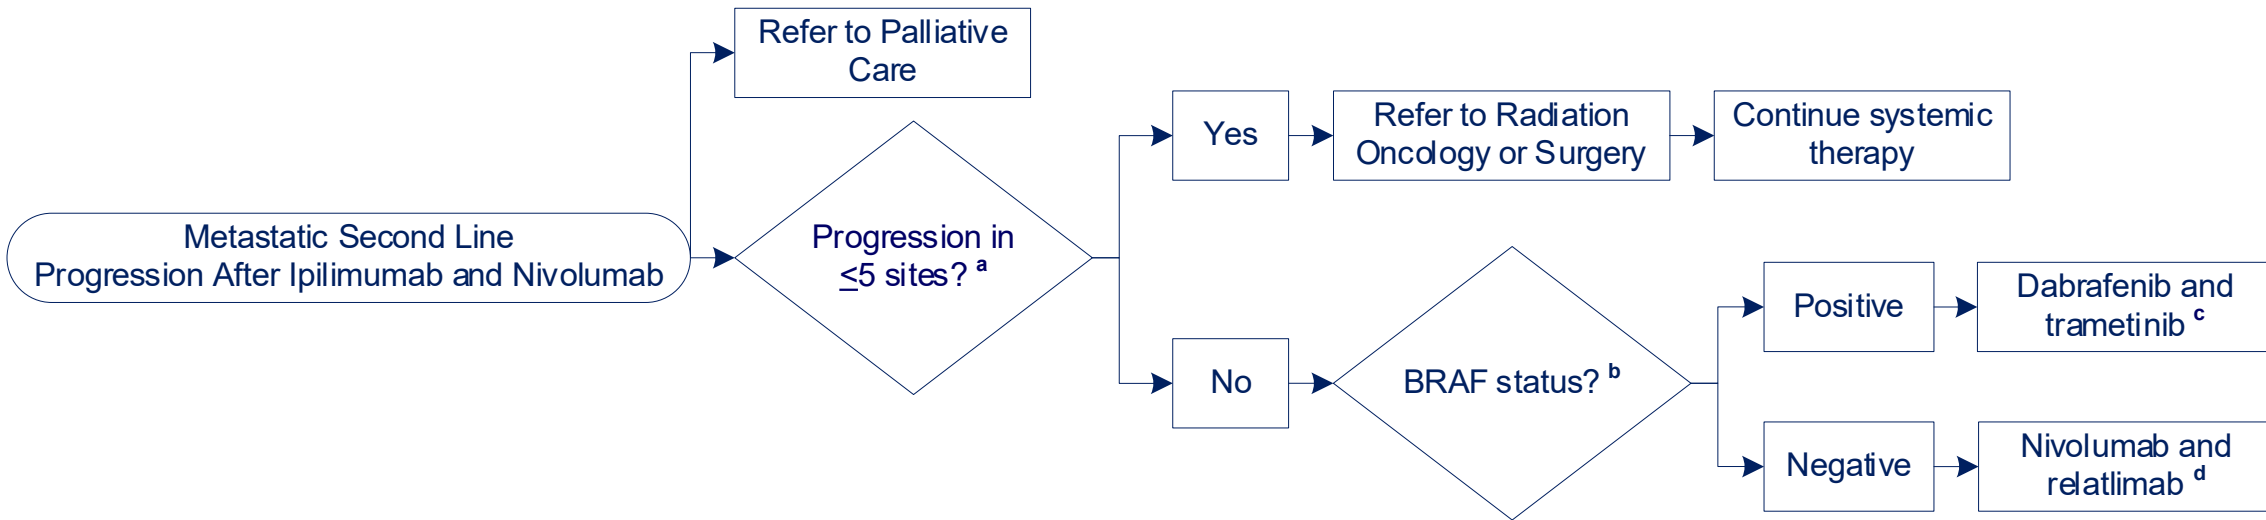 Refer to Palliative
Care
Metastatic Second Line
Progression After Ipilimumab and Nivolumab
Progression in
≤5 sites? a
Yes
Refer to Radiation
Oncology or Surgery
Continue systemic
therapy
No
BRAF status? b
Positive
Dabrafenib and
trametinib c
Negative
Nivolumab and
relatlimab d